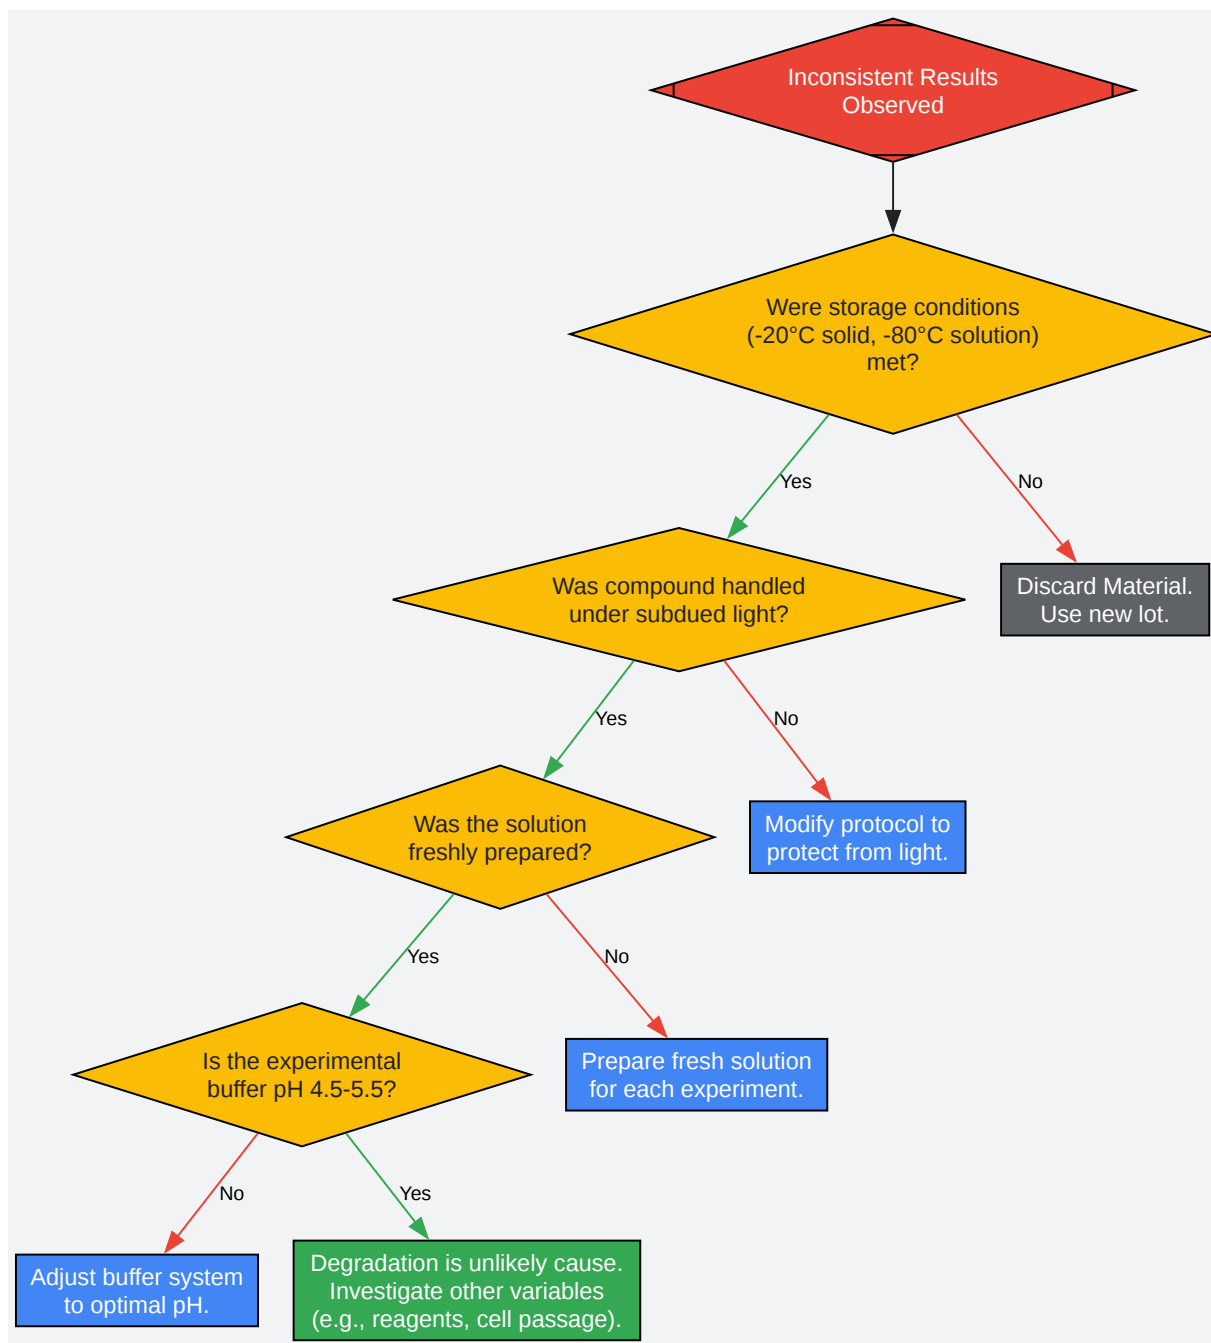 Inconsistent Results
Observed
Were storage conditions
(-20°C solid, -80°C solution)
met?
Yes
No
Was compound handled
under subdued light?
Discard Material.
Use new lot.
Yes
No
Was the solution
freshly prepared?
Modify protocol to
protect from light.
Yes
No
Is the experimental
buffer pH 4.5-5.5?
Prepare fresh solution
for each experiment.
No
Yes
Adjust buffer system
to optimal pH.
Degradation is unlikely cause.
Investigate other variables
(e.g., reagents, cell passage).